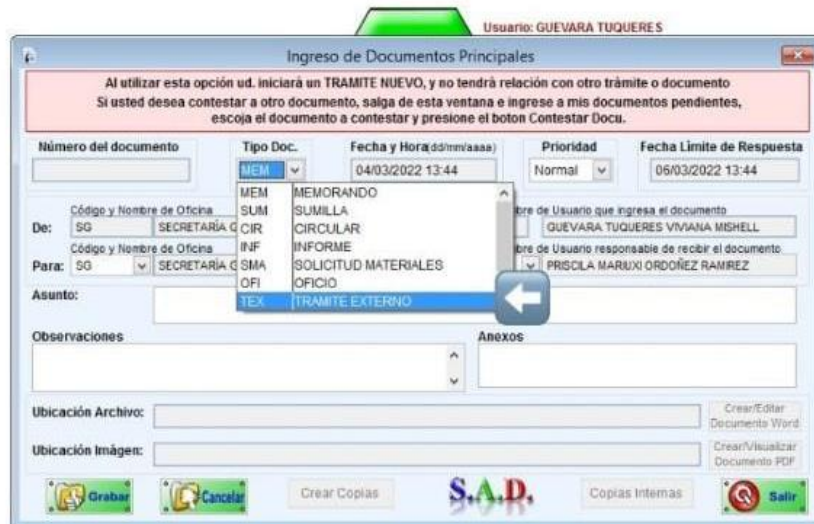 Usuario: GUEVARA TUQUERES
Ingreso de Documentos Principales
Al utilizar esta opción ud. iniciará un TRAMITE NUEVO, y no tendrá relación con otro trámite o documento
Si usted desea contestar a otro documento, salga de esta ventana e ingrese a mis documentos pendientes,
escoja el documento a contestar y presione el boton Contestar Docu.
Número del documento Tipo Doc. Fecha y Hora(dd/mm/aaaa) Prioridad Fecha Límite de Respuesta
MEM 04/03/2022 13:44 Normal 06/03/2022 13:44
MEM MEMORANDO
SUM SUMILLA
CIR CIRCULAR
INF INFORME
SMA SOLICITUD MATERIALES
OFI OFICIO
TEX TRAMITE EXTERNO
Código y Nombre de Oficina bre de Usuario que ingresa el documento
De: SG SECRETARÍA G GUEVARA TUQUERES VIVIANA MISHELL
Código y Nombre de Oficina bre de Usuario responsable de recibir el documento
Para: SG SECRETARÍA G PRISCILA MARIUXI ORDOÑEZ RAMIREZ
Asunto:
Observaciones Anexos
Ubicación Archivo: Crear/Editar
Documento Word
Ubicación Imágen: Crear/Visualizar
Documento PDF
Grabar Cancelar Crear Copias S.A.D. Copias Internas Salir